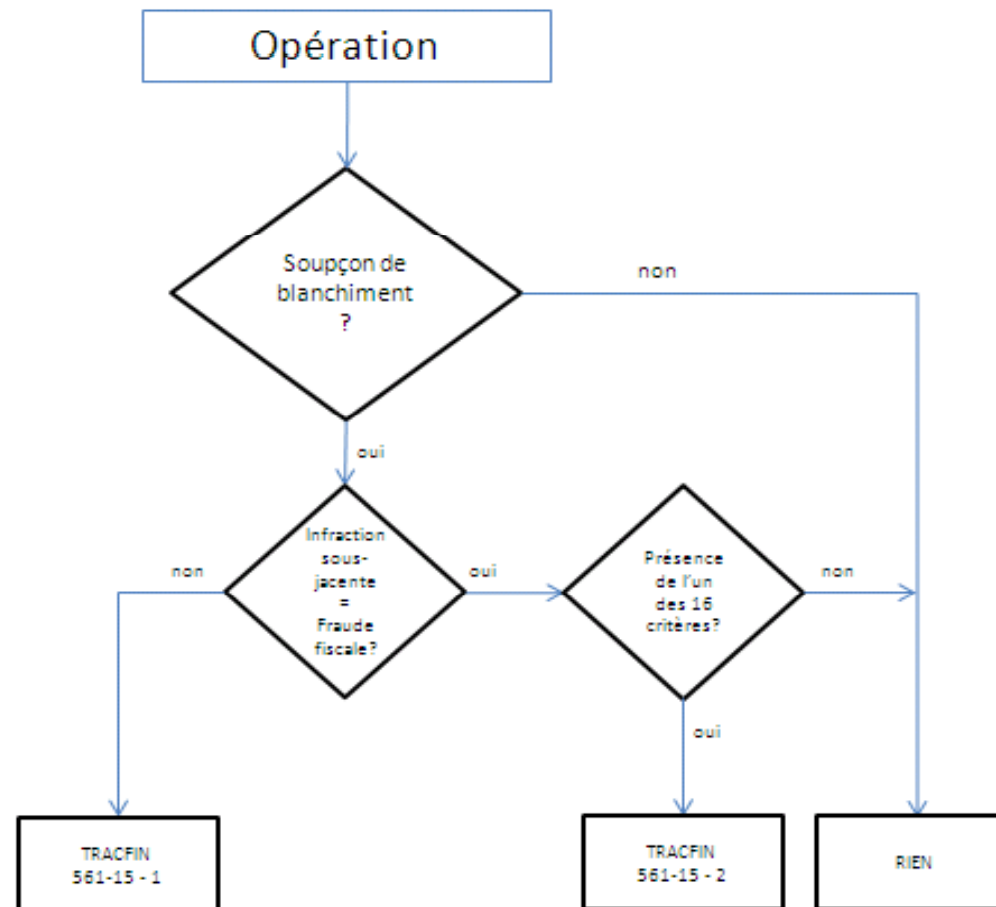 Opération
Soupçon de
blanchiment
?
non
oui
Infraction
sous-
jacente
=
Fraude
fiscale?
non
oui
Présence
de l'un
des 16
critères?
non
oui
TRACFIN
561-15 - 1
TRACFIN
561-15 - 2
RIEN